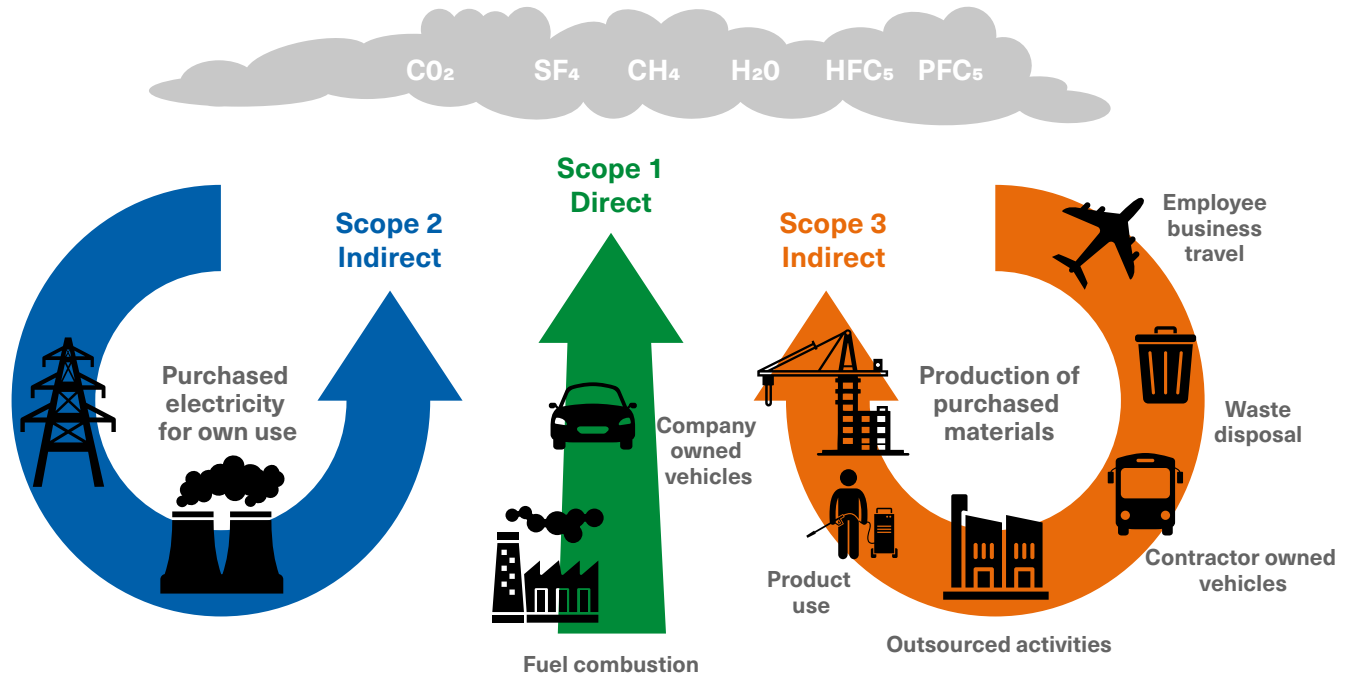 C0₂ SF₄ CH₄ H₂0 HFC₅ PFC₅
Scope 2
Indirect
Purchased
electricity
for own use
Scope 1
Direct
Company
owned
vehicles
Fuel combustion
Scope 3
Indirect
Production of
purchased
materials
Employee
business
travel
Waste
disposal
Contractor owned
vehicles
Outsourced activities
Product
use